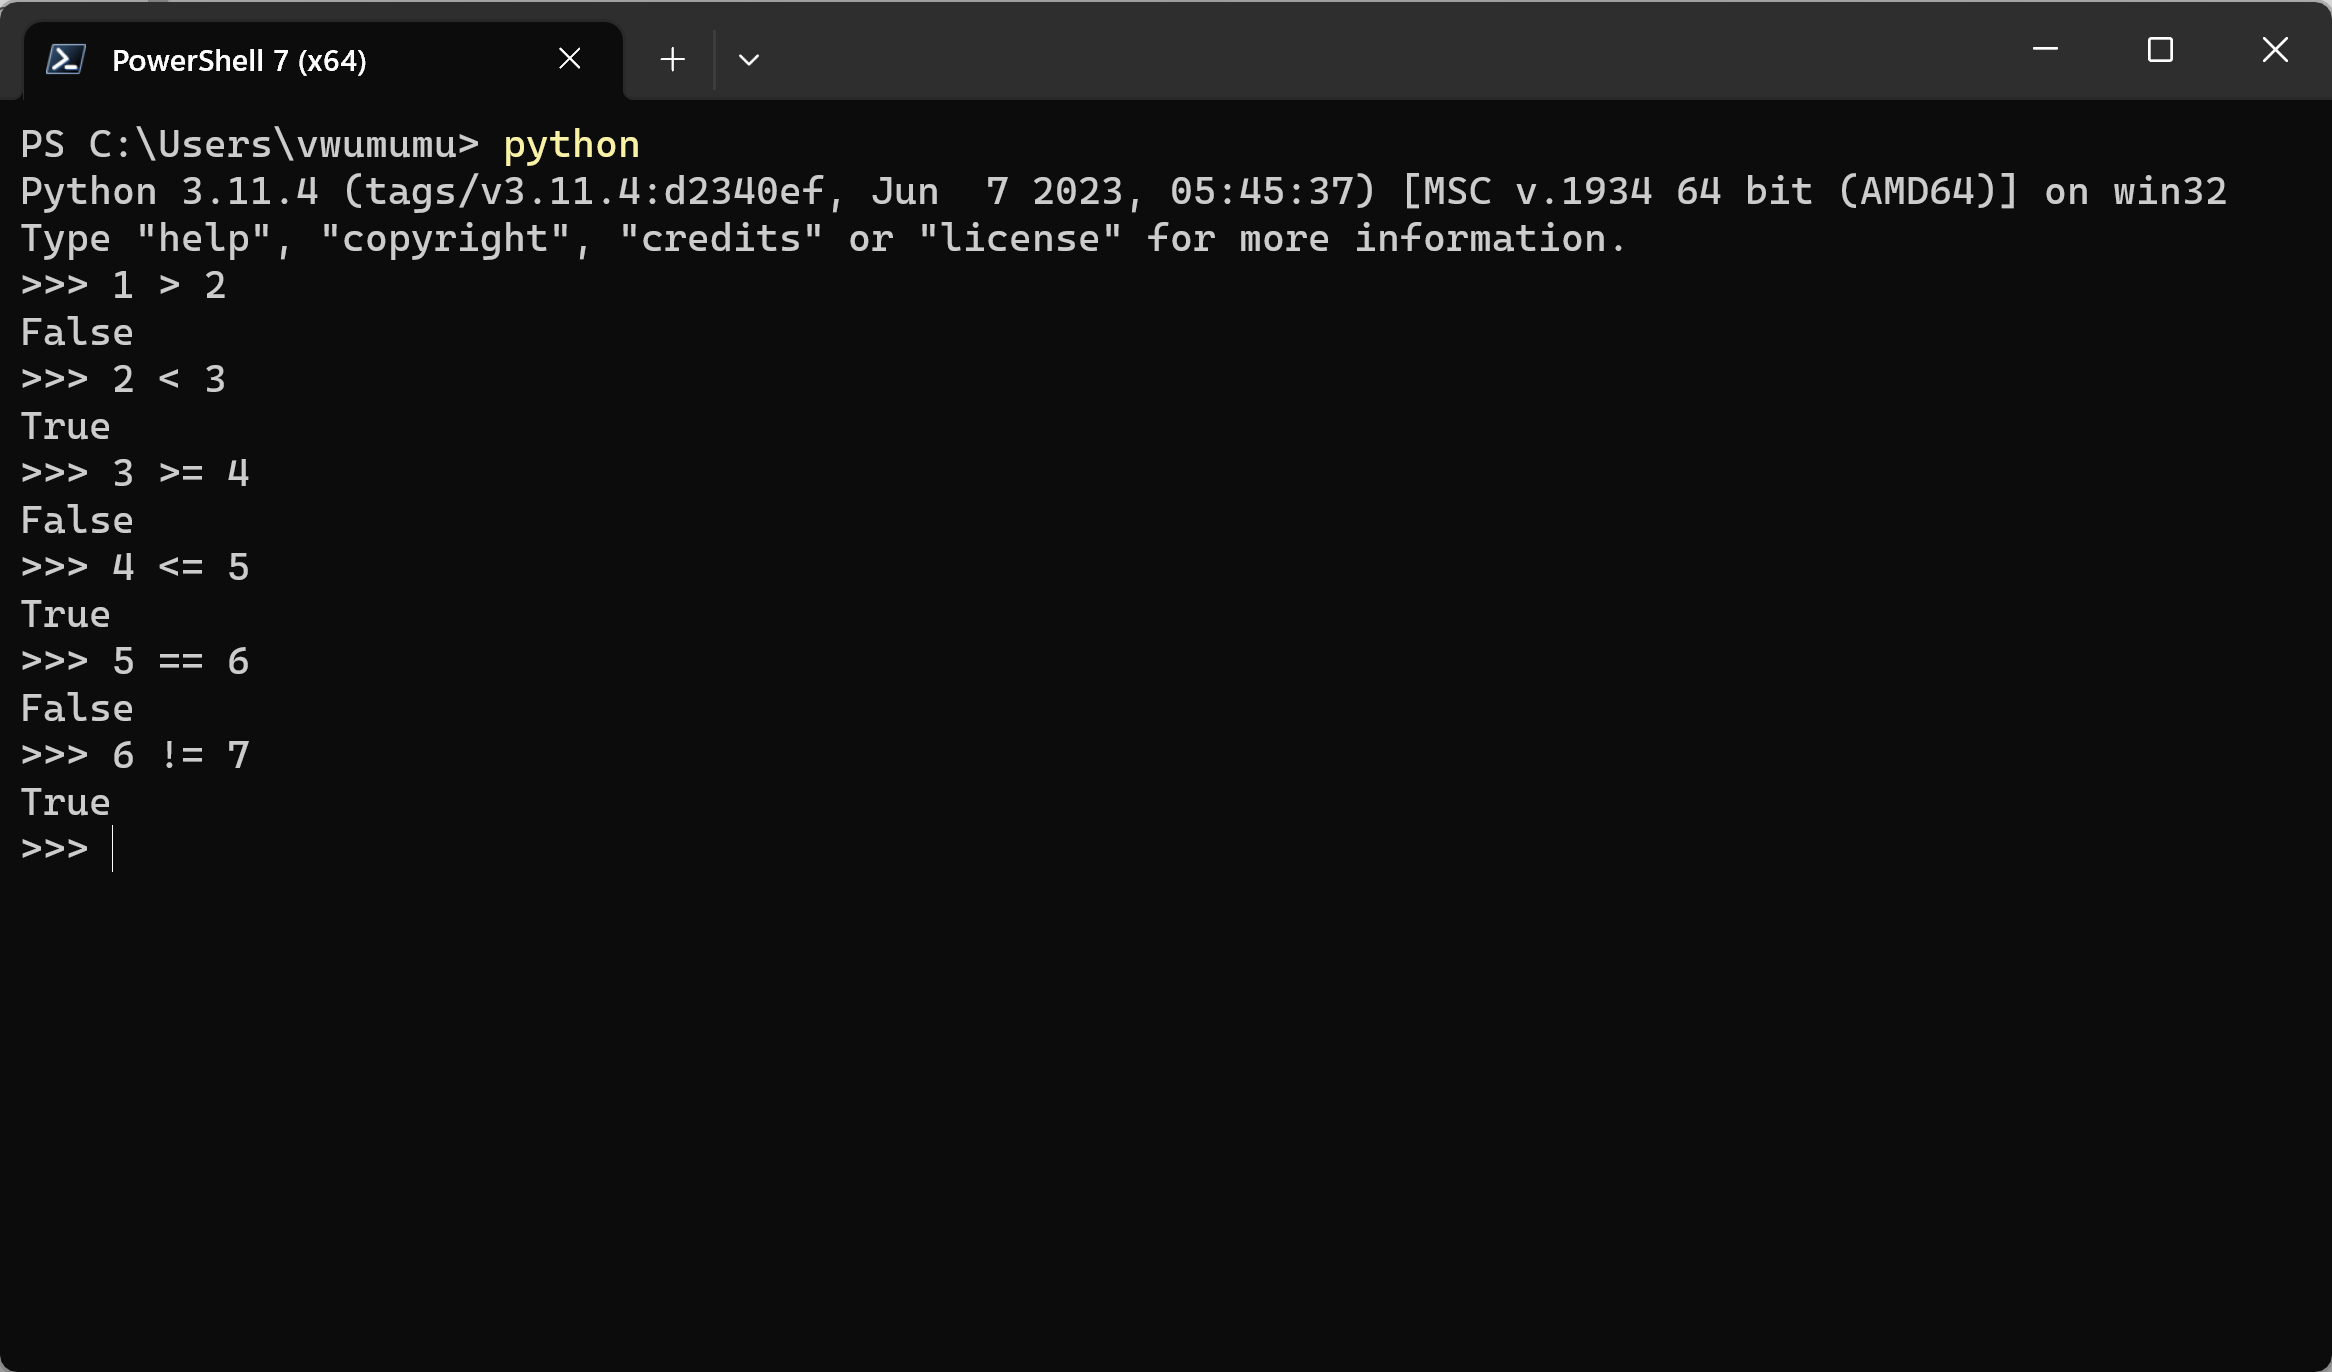 PowerShell 7 (x64)
PS C:\Users\vwumumu> python
Python 3.11.4 (tags/v3.11.4:d2340ef, Jun  7 2023, 05:45:37) [MSC v.1934 64 bit (AMD64)] on win32
Type "help", "copyright", "credits" or "license" for more information.
>>> 1 > 2
False
>>> 2 < 3
True
>>> 3 >= 4
False
>>> 4 <= 5
True
>>> 5 == 6
False
>>> 6 != 7
True
>>>